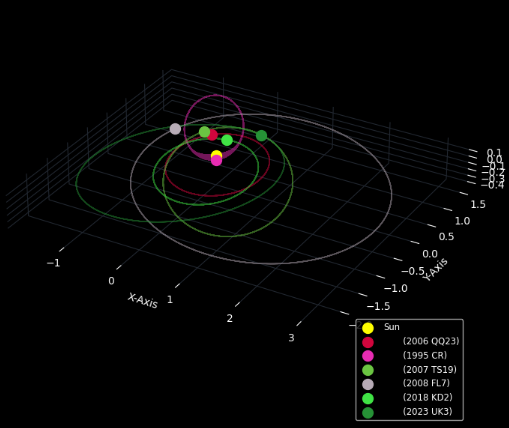 0.1
0.0
−0.1
−0.2
−0.3
−0.4
1.5
1.0
0.5
0.0
−0.5
−1.0
−1.5
Y-Axis
−1
0
1
2
3
X-Axis
Sun
(2006 QQ23)
(1995 CR)
(2007 TS19)
(2008 FL7)
(2018 KD2)
(2023 UK3)